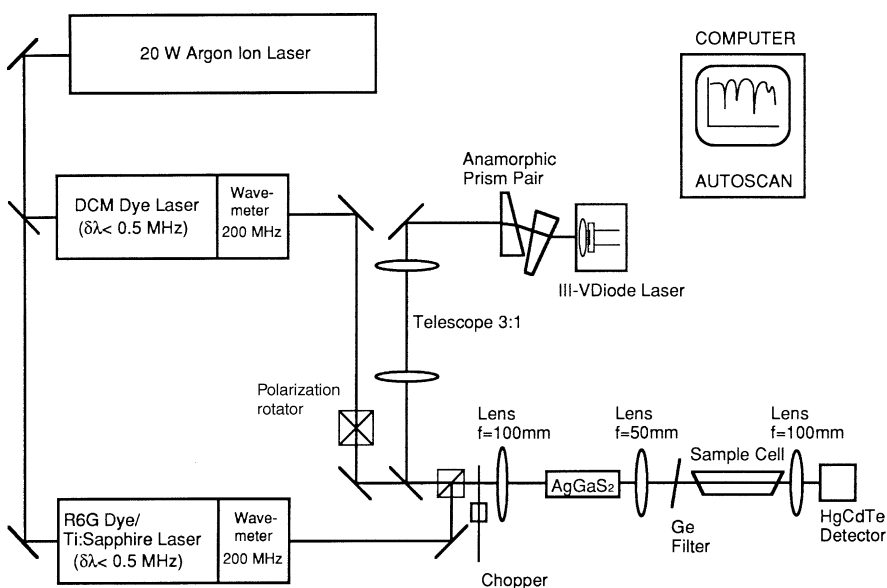 20 W Argon Ion Laser
COMPUTER
AUTOSCAN
Anamorphic
Prism Pair
DCM Dye Laser
(δλ< 0.5 MHz)
Wave-
meter
200 MHz
III-VDiode Laser
Telescope 3:1
Polarization
rotator
Lens
f=100mm
Lens
f=50mm
Lens
f=100mm
Sample Cell
AgGaS2
R6G Dye/
Ti:Sapphire Laser
(δλ< 0.5 MHz)
Wave-
meter
200 MHz
Ge
Filter
HgCdTe
Detector
Chopper